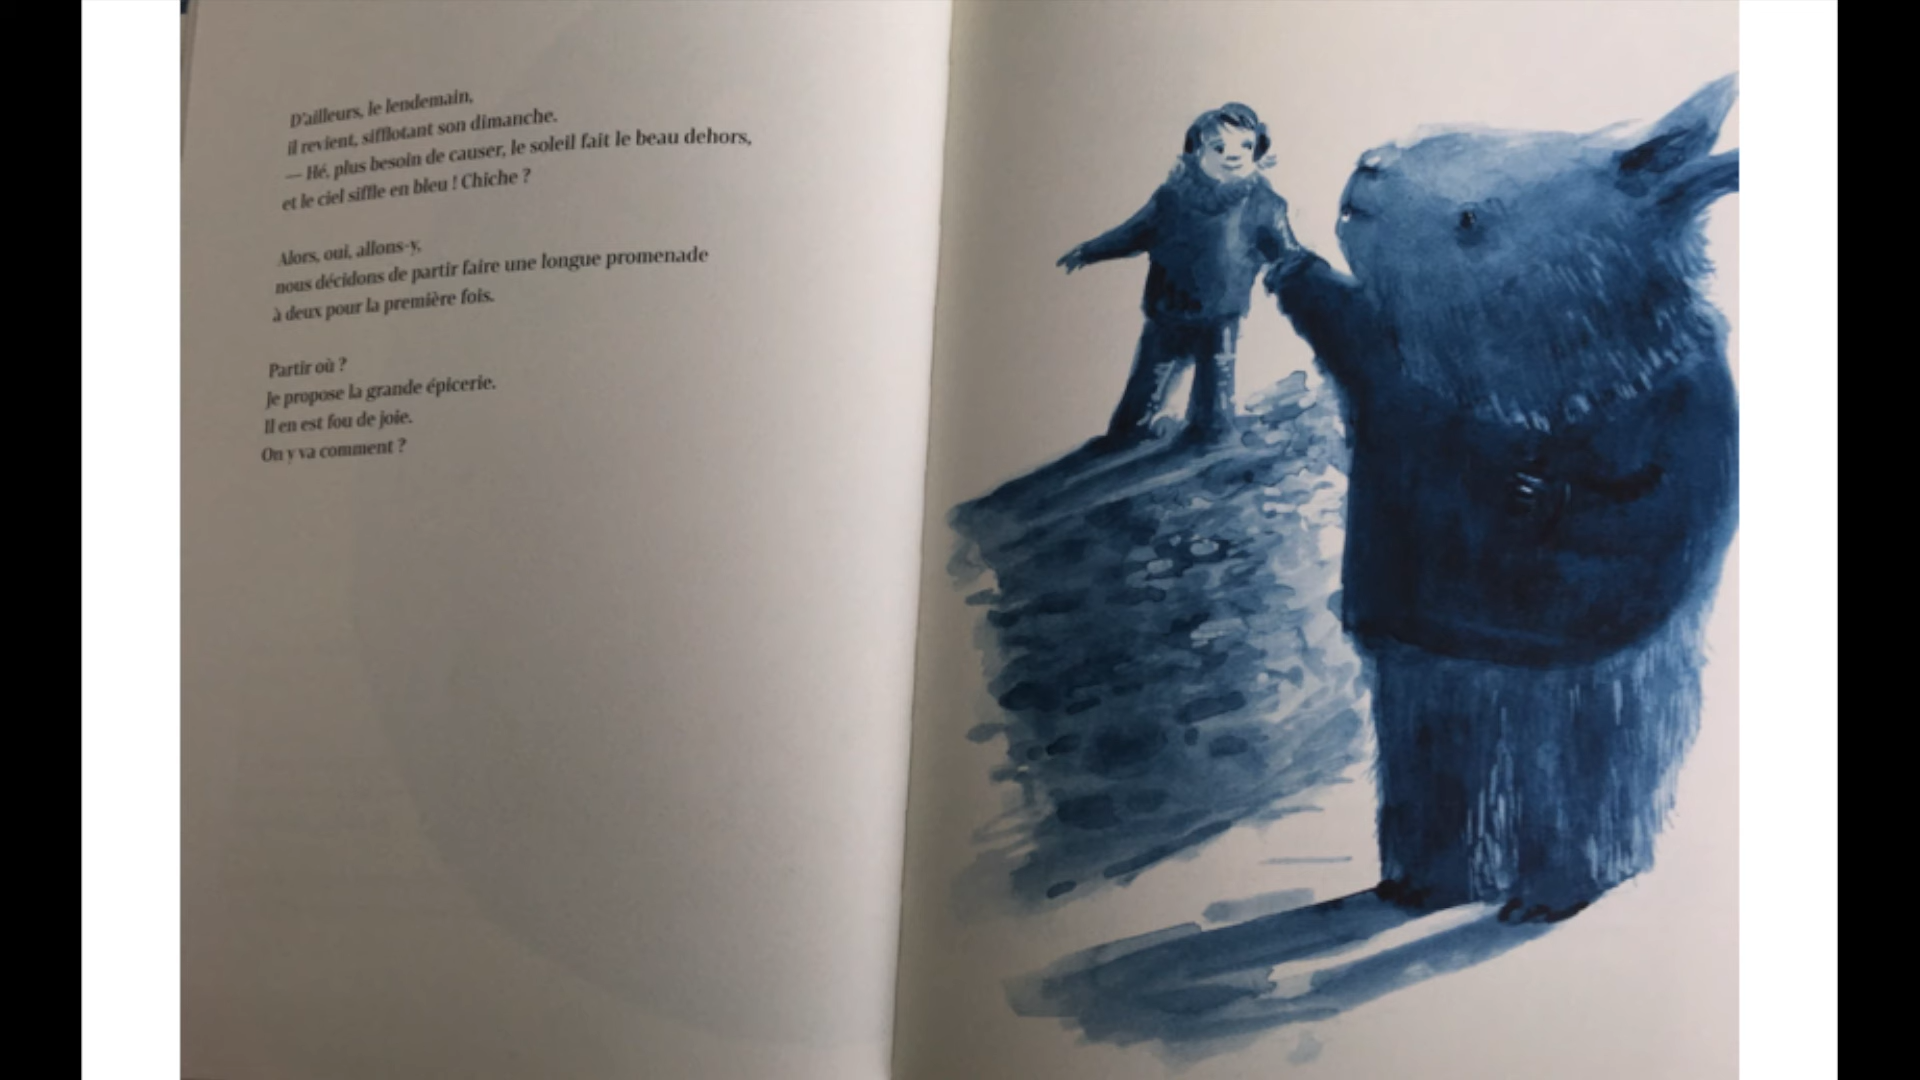 D'ailleurs, le lendemain,
il revient, sifflotant son dimanche.
— Hé, plus besoin de causer, le soleil fait le beau dehors,
et le ciel siffle en bleu ! Chiche ?
Alors, oui, allons-y,
nous décidons de partir faire une longue promenade
à deux pour la première fois.
Partir où ?
Je propose la grande épicerie.
Il en est fou de joie.
On y va comment ?